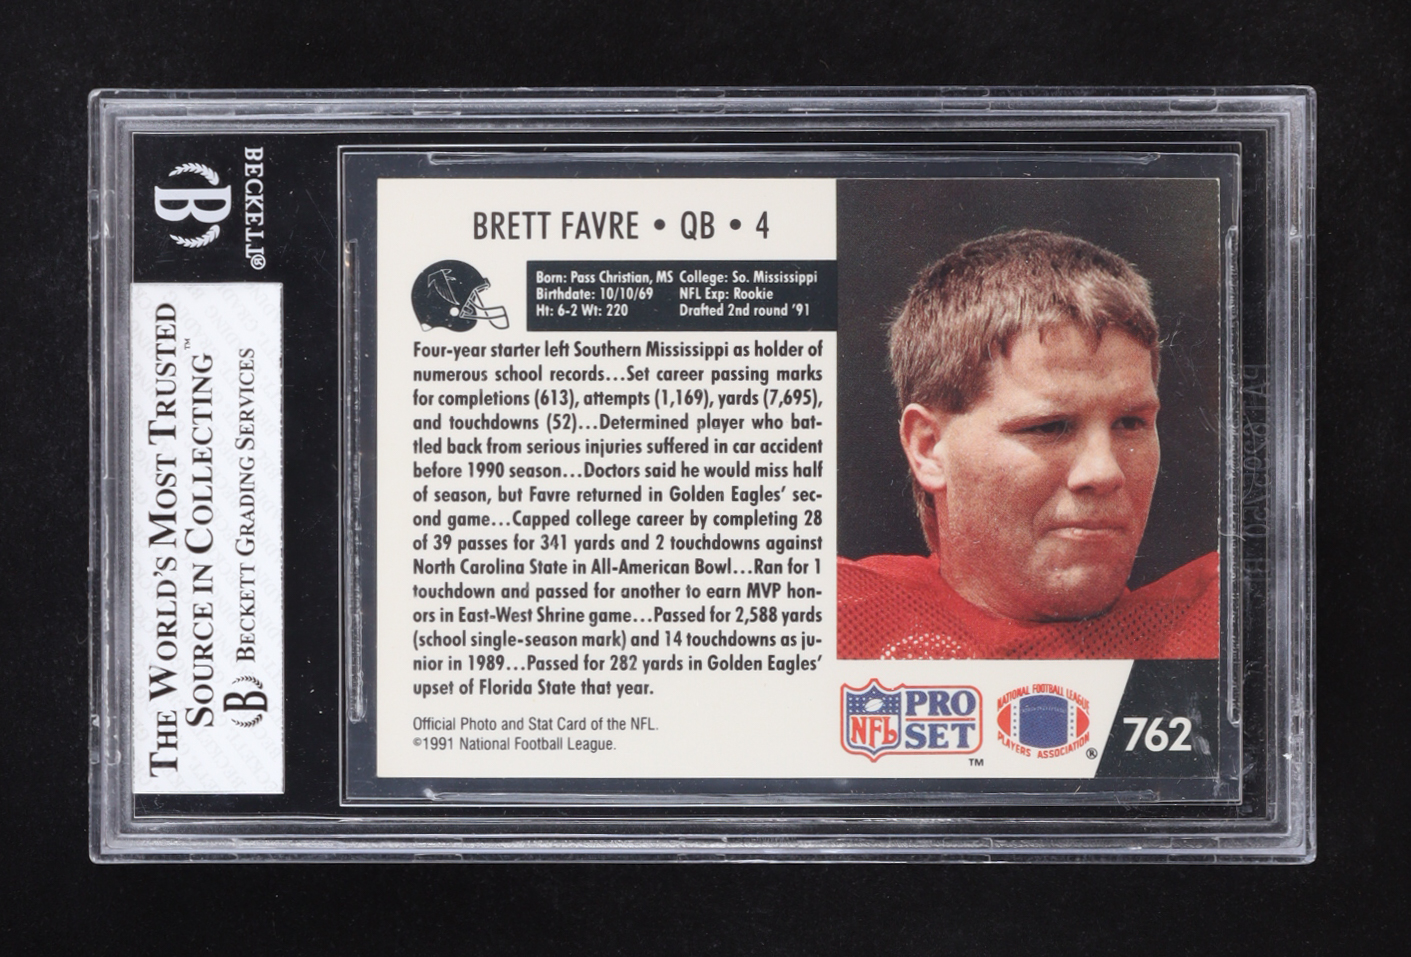 BECKETT®
B
THE WORLD'S MOST TRUSTED
SOURCE IN COLLECTING™
B BECKETT GRADING SERVICES
BRETT FAVRE • QB • 4
Born: Pass Christian, MS College: So. Mississippi
Birthdate: 10/10/69 NFL Exp: Rookie
Ht: 6-2 Wt: 220 Drafted 2nd round '91
Four-year starter left Southern Mississippi as holder of
numerous school records...Set career passing marks
for completions (613), attempts (1,169), yards (7,695),
and touchdowns (52)...Determined player who bat-
tled back from serious injuries suffered in car accident
before 1990 season...Doctors said he would miss half
of season, but Favre returned in Golden Eagles' sec-
ond game...Capped college career by completing 28
of 39 passes for 341 yards and 2 touchdowns against
North Carolina State in All-American Bowl...Ran for 1
touchdown and passed for another to earn MVP hon-
ors in East-West Shrine game...Passed for 2,588 yards
(school single-season mark) and 14 touchdowns as ju-
nior in 1989...Passed for 282 yards in Golden Eagles'
upset of Florida State that year.
Official Photo and Stat Card of the NFL.
©1991 National Football League.
NFL PRO SET™
NATIONAL FOOTBALL LEAGUE
PLAYERS ASSOCIATION®
762